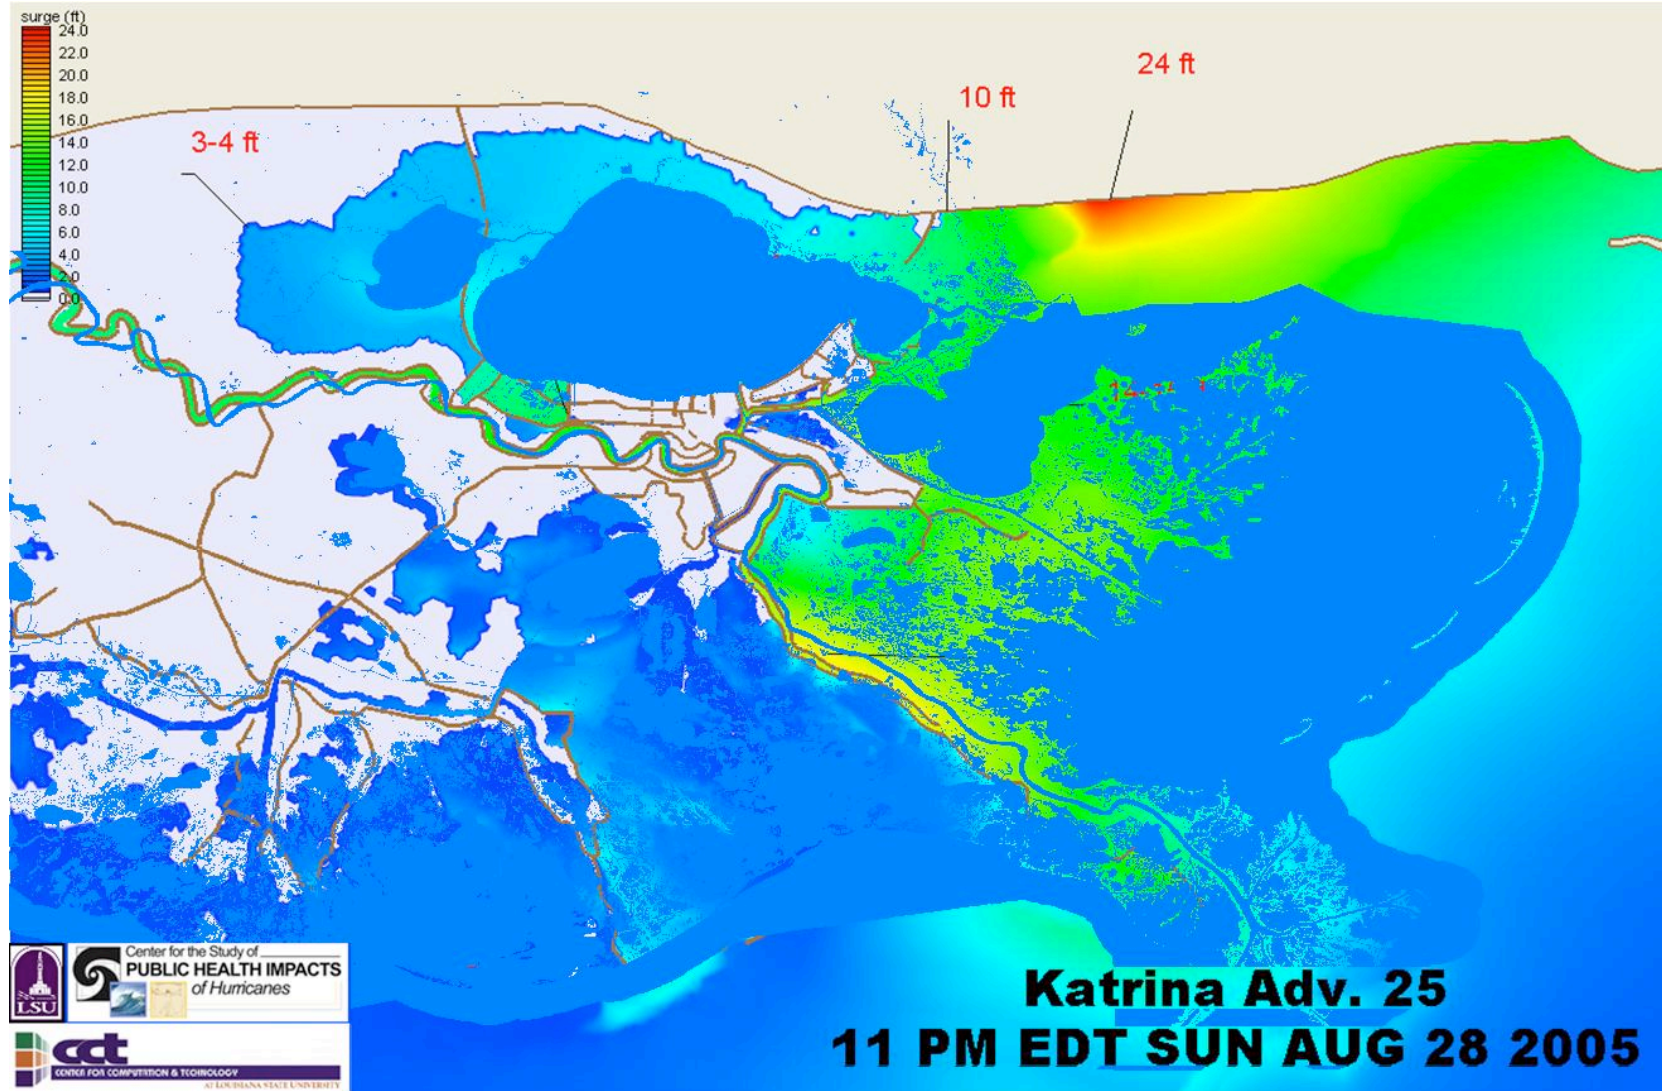 surge (ft)
24.0
22.0
20.0
18.0
16.0
14.0
12.0
10.0
8.0
6.0
4.0
2.0
0.0
3-4 ft
10 ft
24 ft
LSU
Center for the Study of
PUBLIC HEALTH IMPACTS
of Hurricanes
cct
CENTER FOR COMPUTATION & TECHNOLOGY
AT LOUISIANA STATE UNIVERSITY
Katrina Adv. 25
11 PM EDT SUN AUG 28 2005